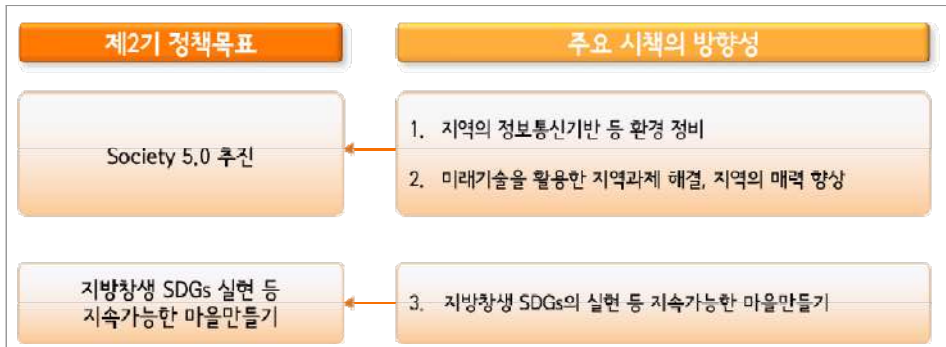 제2기 정책목표
주요 시책의 방향성
Society 5.0 추진
1. 지역의 정보통신기반 등 환경 정비
2. 미래기술을 활용한 지역과제 해결, 지역의 매력 향상
지방창생 SDGs 실현 등
지속가능한 마을만들기
3. 지방창생 SDGs의 실현 등 지속가능한 마을만들기